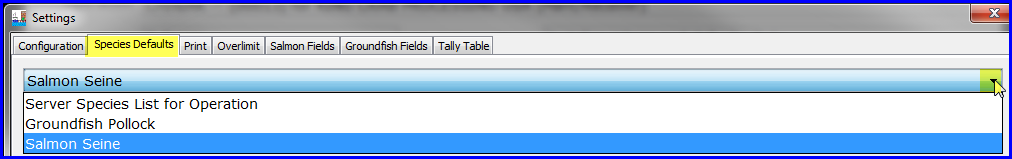 Settings
Configuration Species Defaults Print Overlimit Salmon Fields Groundfish Fields Tally Table
Salmon Seine
Server Species List for Operation
Groundfish Pollock
Salmon Seine